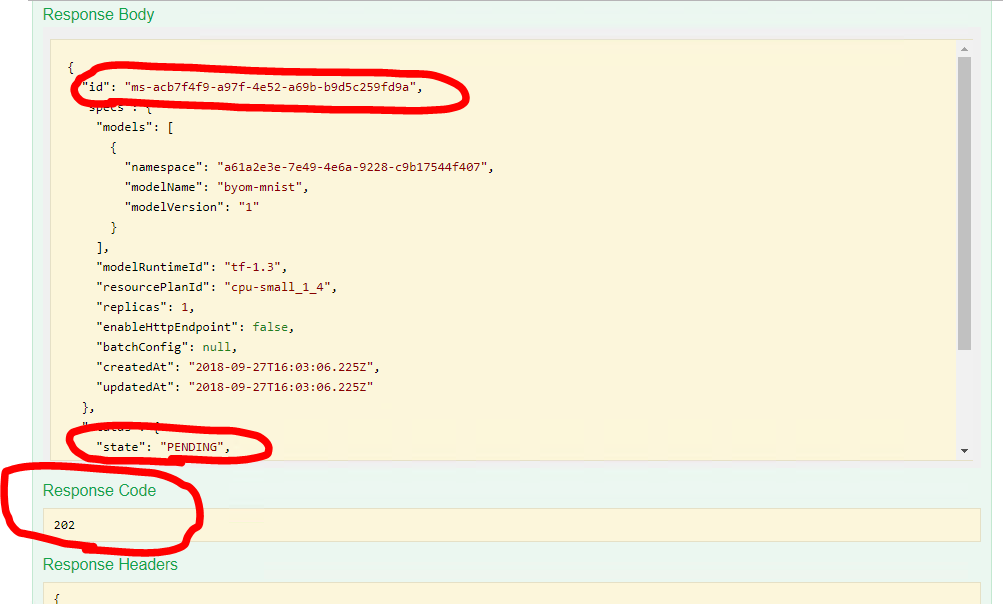 Response Body
{
"id": "ms-acb7f4f9-a97f-4e52-a69b-b9d5c259fd9a",
"specs": {
"models": [
{
"namespace": "a61a2e3e-7e49-4e6a-9228-c9b17544f407",
"modelName": "byom-mnist",
"modelVersion": "1"
}
],
"modelRuntimeId": "tf-1.3",
"resourcePlanId": "cpu-small_1_4",
"replicas": 1,
"enableHttpEndpoint": false,
"batchConfig": null,
"createdAt": "2018-09-27T16:03:06.225Z",
"updatedAt": "2018-09-27T16:03:06.225Z"
},
"status": {
"state": "PENDING",
Response Code
202
Response Headers
{